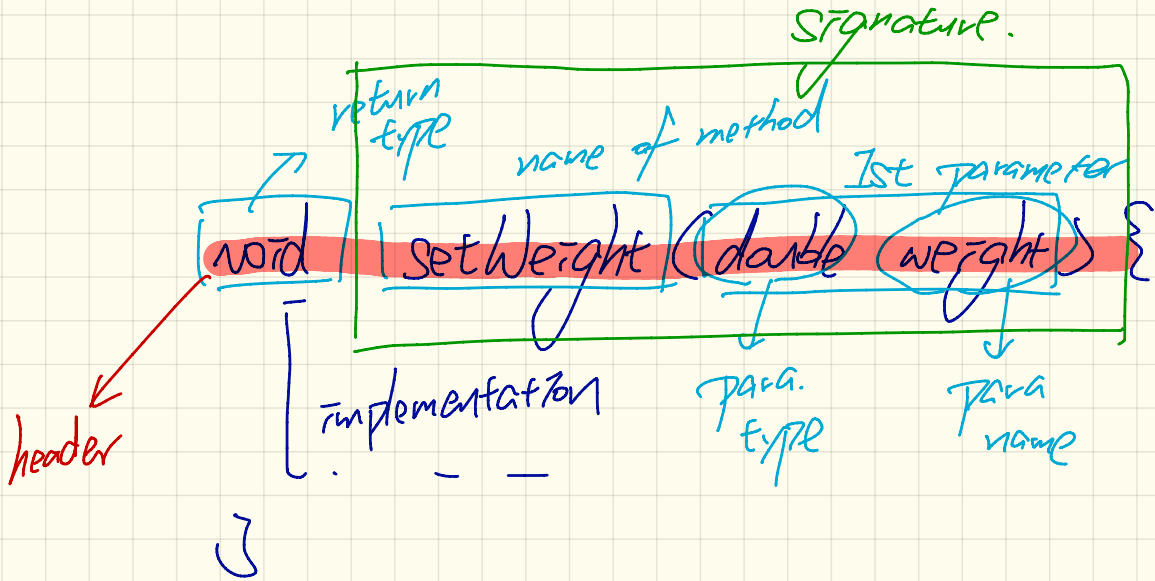 signature.
return
type
name of method
1st parameter
void setWeight (double weight) {
implementation
para.
type
para
name
header
}